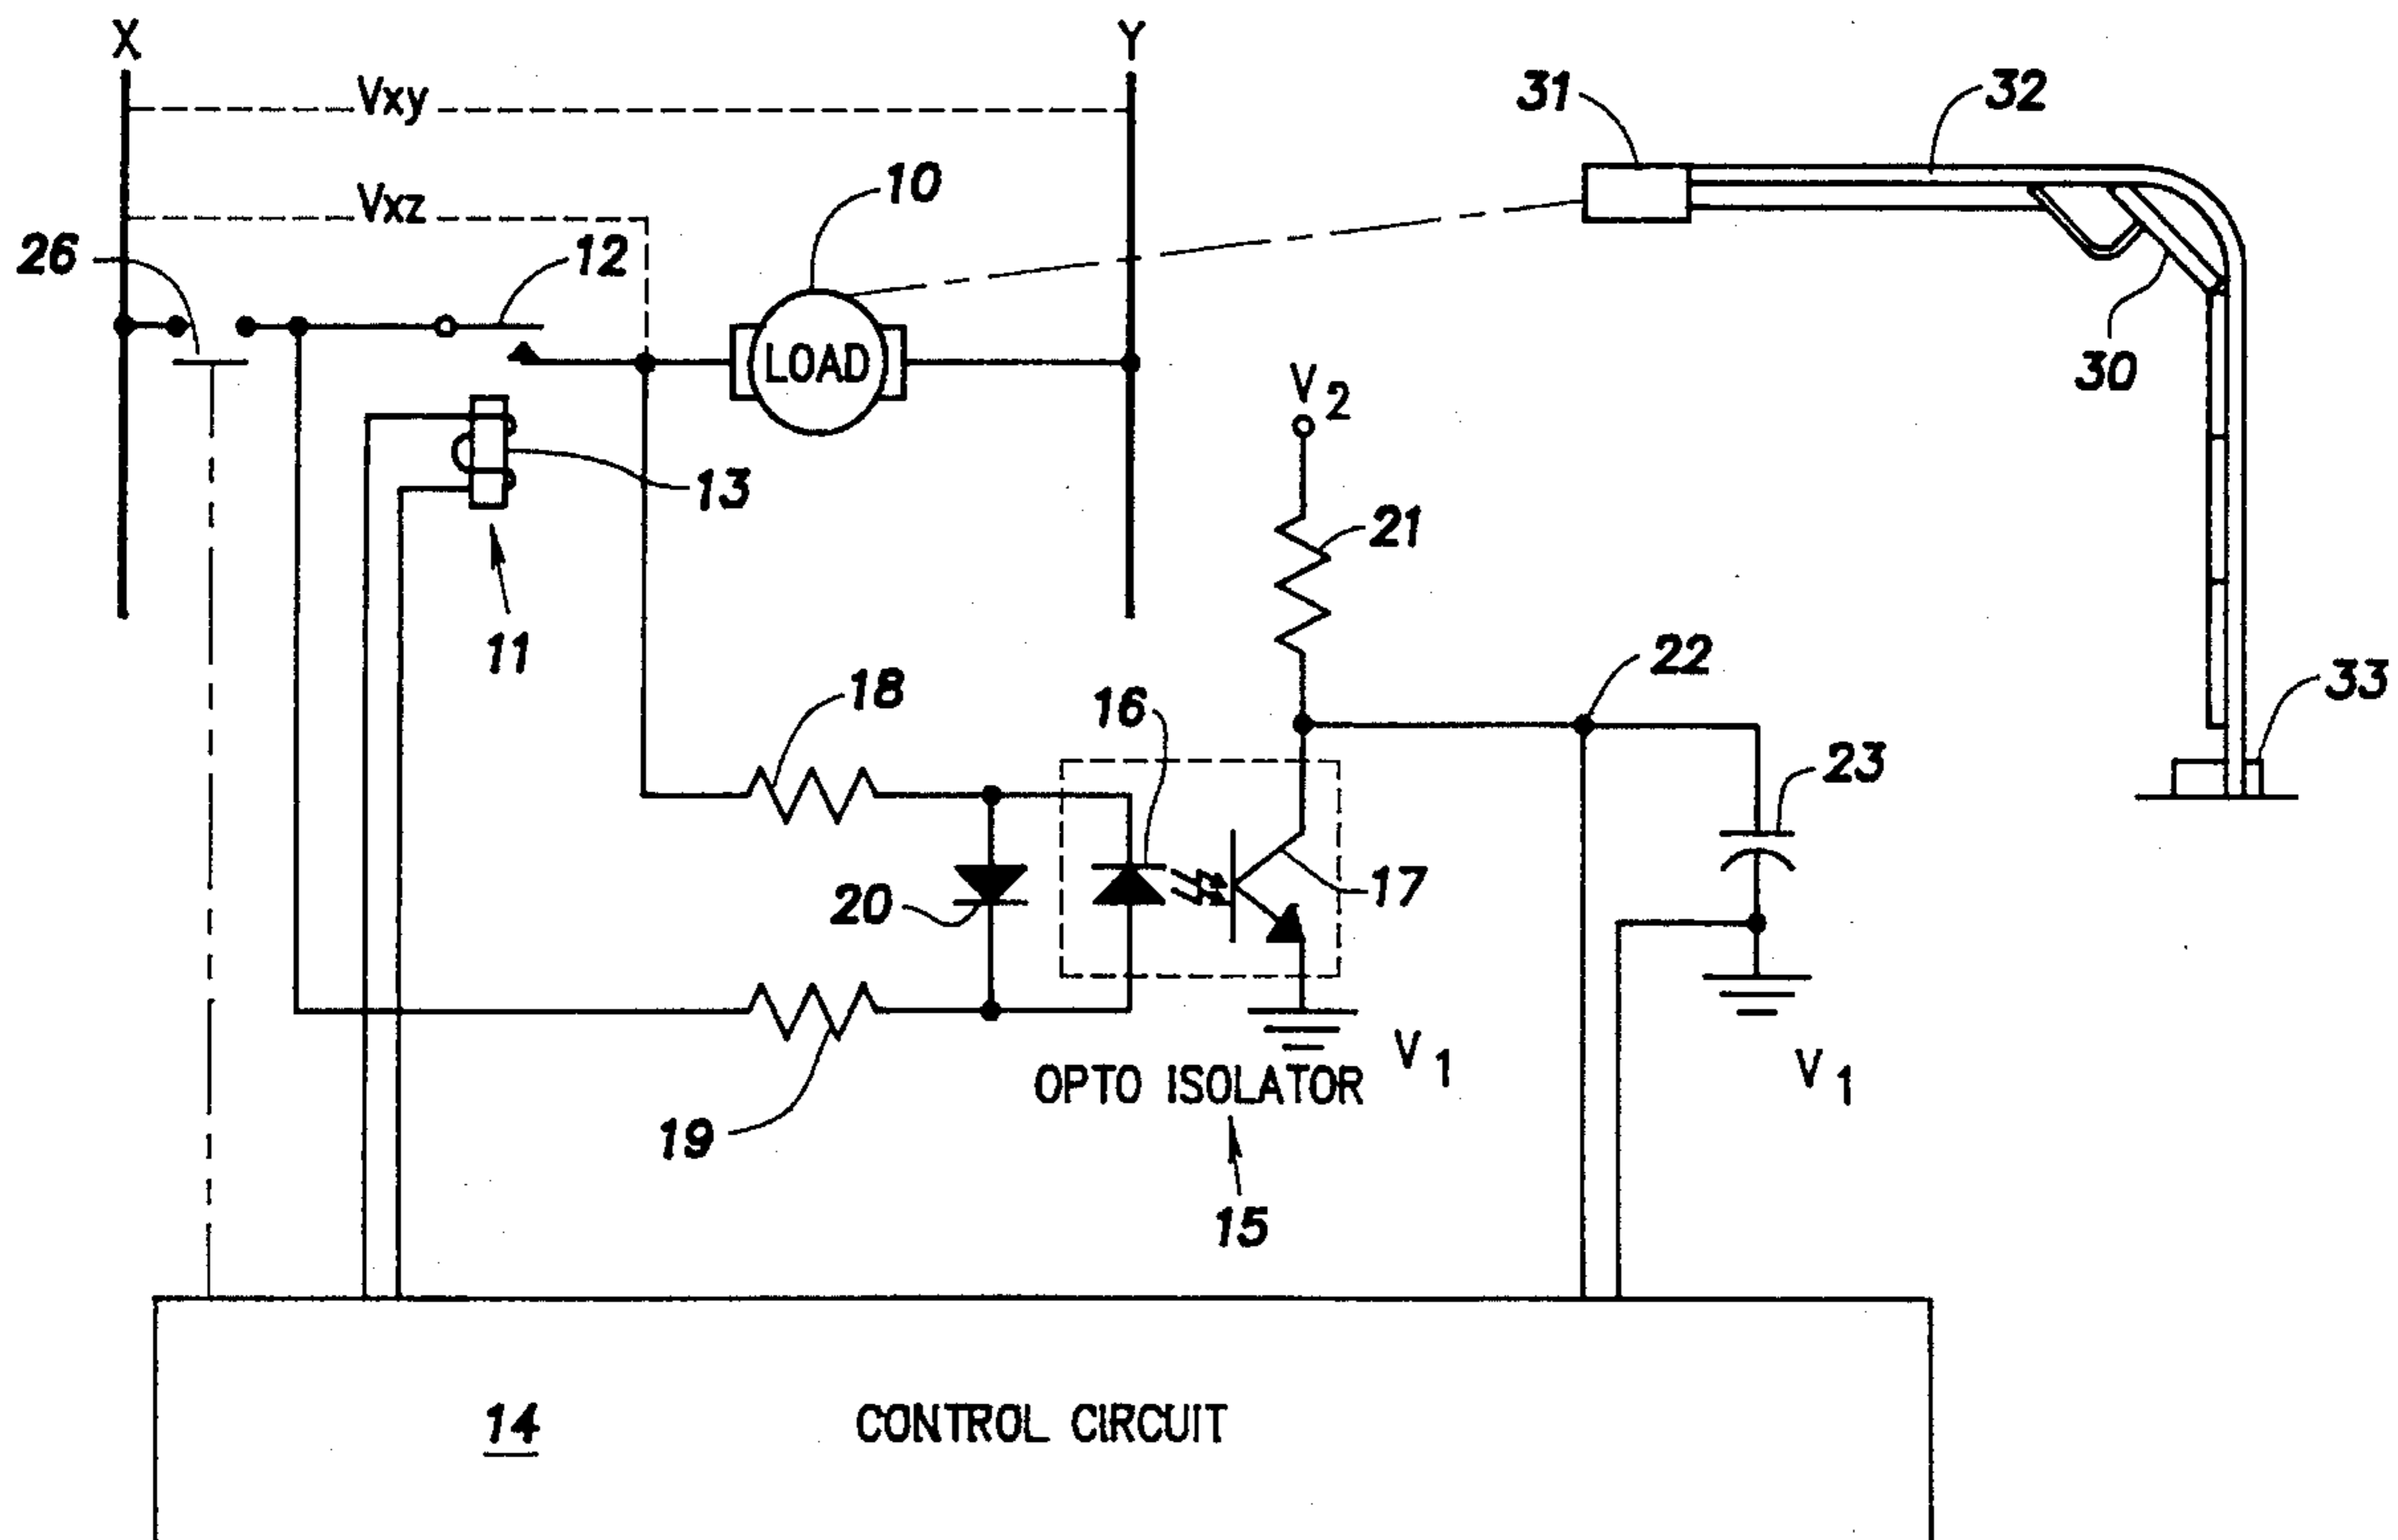 X
Y
Vxy
31
32
Vxz
10
26
12
LOAD
30
V2
13
21
11
22
18
16
33
23
20
17
V1
OPTO ISOLATOR
V1
19
15
14
CONTROL CIRCUIT